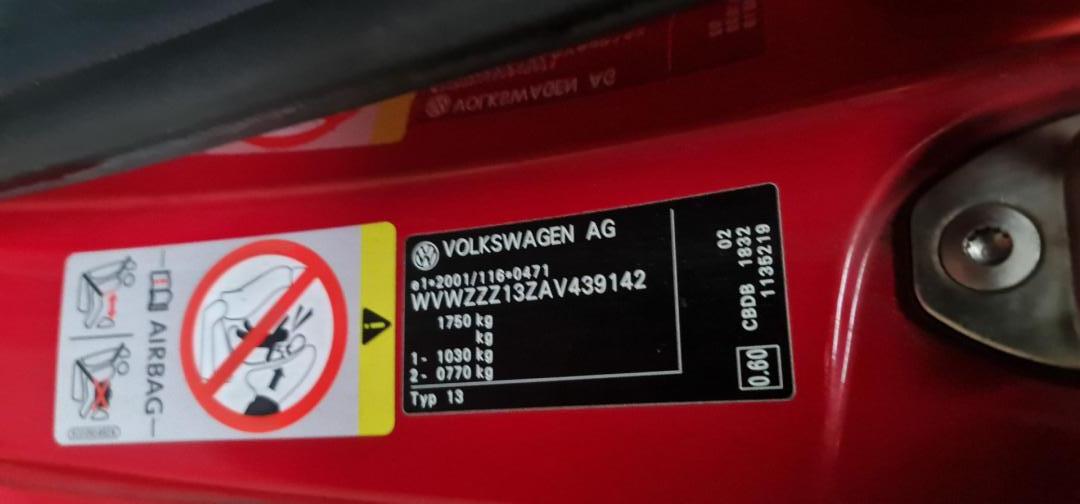 AIRBAG
VOLKSWAGEN AG
e1*2001/116*0471
WVWZZZ13ZAV439142
1750 kg
kg
1- 1030 kg
2- 0770 kg
Typ 13
02
CBDB 1832
1135219
0.60
VOLKSWAGEN AG